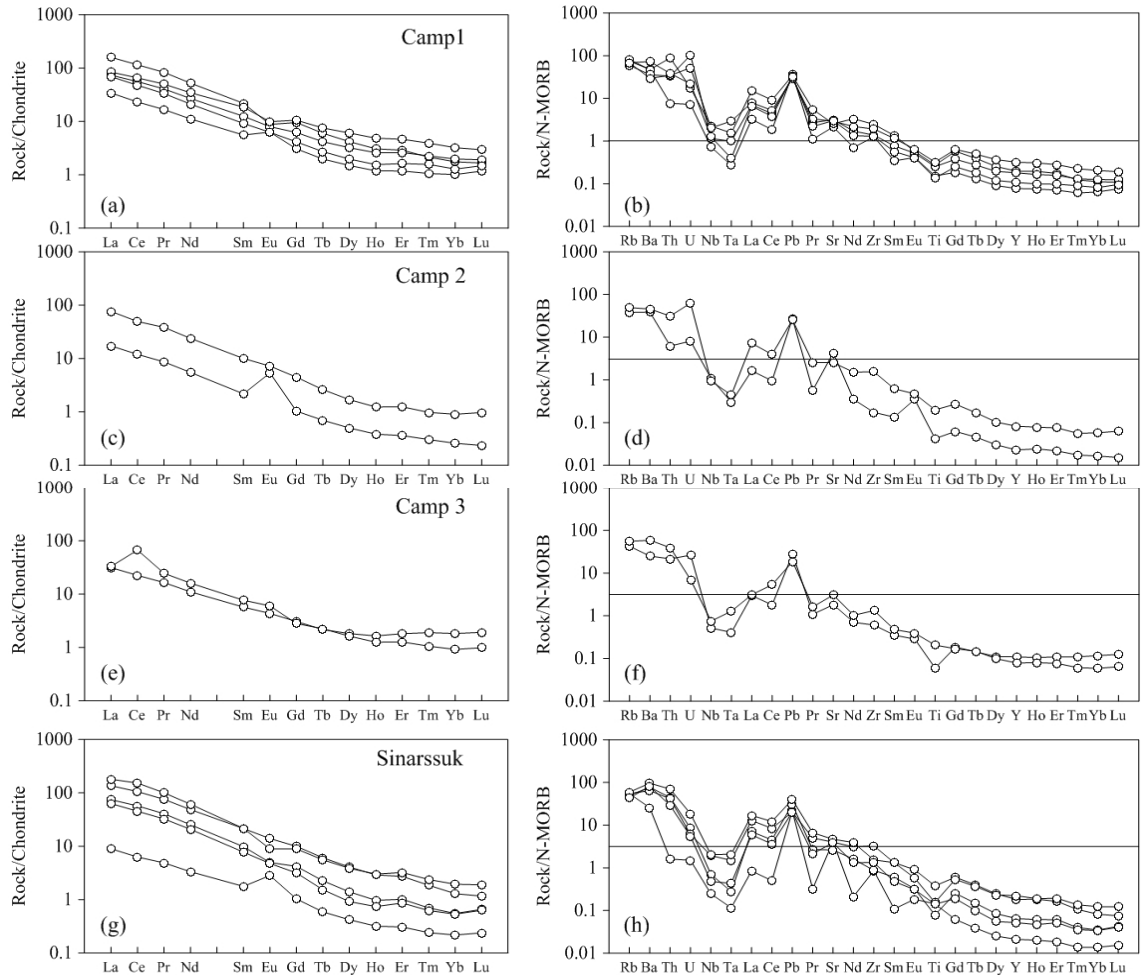 1000
100
10
1
0.1
Rock/Chondrite
Camp1
(a)
La Ce Pr Nd Sm Eu Gd Tb Dy Ho Er Tm Yb Lu
1000
100
10
1
0.1
0.01
Rock/N-MORB
(b)
Rb Ba Th U Nb Ta La Ce Pb Pr Sr Nd Zr Sm Eu Ti Gd Tb Dy Y Ho Er Tm Yb Lu
1000
100
10
1
0.1
Rock/Chondrite
Camp 2
(c)
La Ce Pr Nd Sm Eu Gd Tb Dy Ho Er Tm Yb Lu
1000
100
10
1
0.1
0.01
Rock/N-MORB
(d)
Rb Ba Th U Nb Ta La Ce Pb Pr Sr Nd Zr Sm Eu Ti Gd Tb Dy Y Ho Er Tm Yb Lu
1000
100
10
1
0.1
Rock/Chondrite
Camp 3
(e)
La Ce Pr Nd Sm Eu Gd Tb Dy Ho Er Tm Yb Lu
1000
100
10
1
0.1
0.01
Rock/N-MORB
(f)
Rb Ba Th U Nb Ta La Ce Pb Pr Sr Nd Zr Sm Eu Ti Gd Tb Dy Y Ho Er Tm Yb Lu
1000
100
10
1
0.1
Rock/Chondrite
Sinarssuk
(g)
La Ce Pr Nd Sm Eu Gd Tb Dy Ho Er Tm Yb Lu
1000
100
10
1
0.1
0.01
Rock/N-MORB
(h)
Rb Ba Th U Nb Ta La Ce Pb Pr Sr Nd Zr Sm Eu Ti Gd Tb Dy Y Ho Er Tm Yb Lu